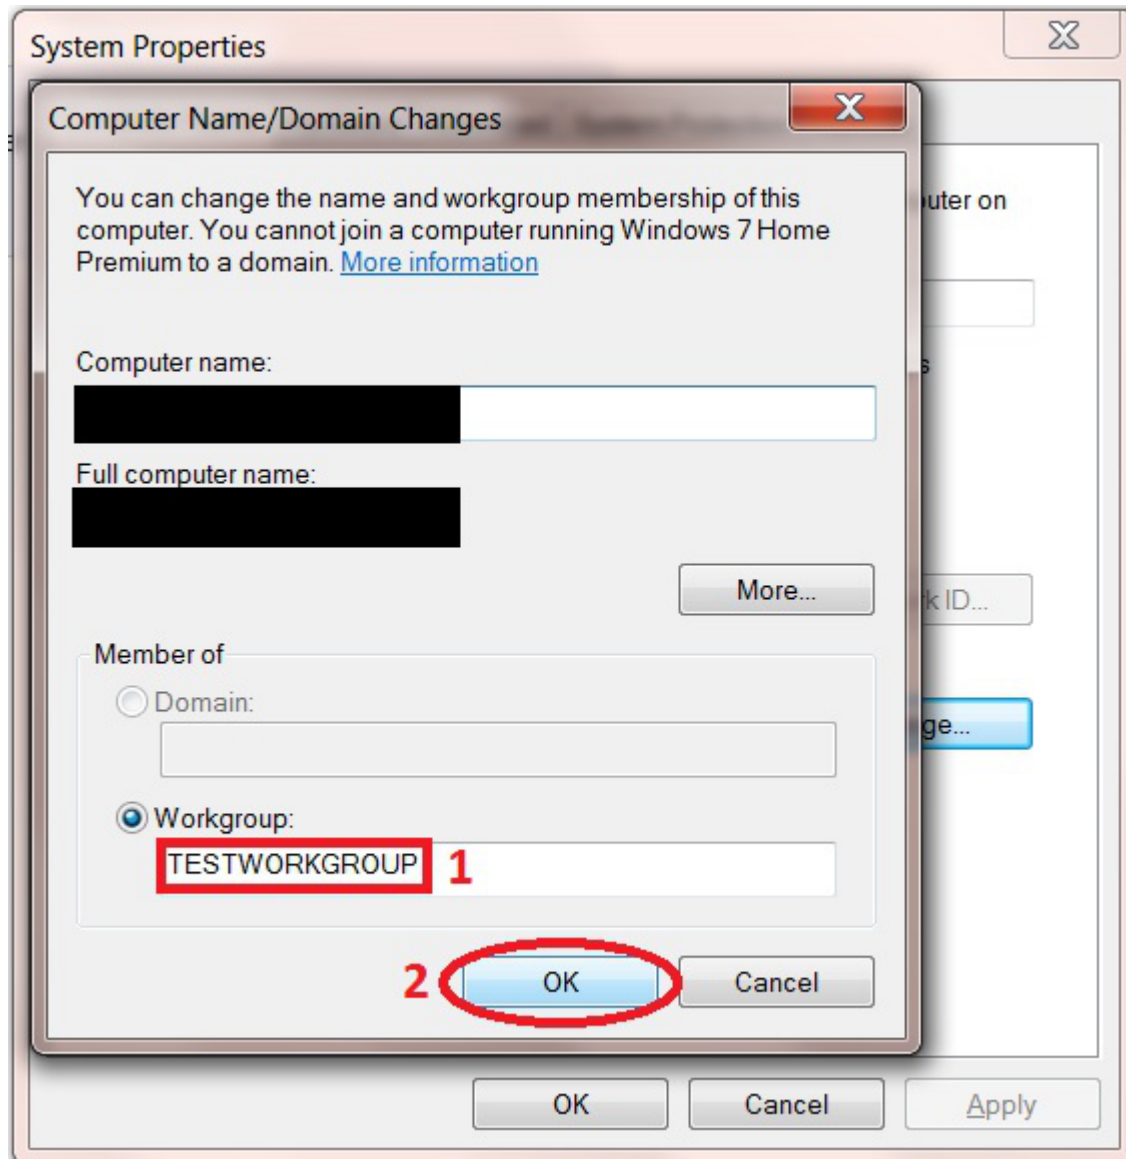 System Properties
Computer Name/Domain Changes
You can change the name and workgroup membership of this
computer. You cannot join a computer running Windows 7 Home
Premium to a domain. More information
uter on
Computer name:
s
Full computer name:
More...
k ID...
Member of
Domain:
ge...
Workgroup:
TESTWORKGROUP 1
2 OK Cancel
OK Cancel Apply